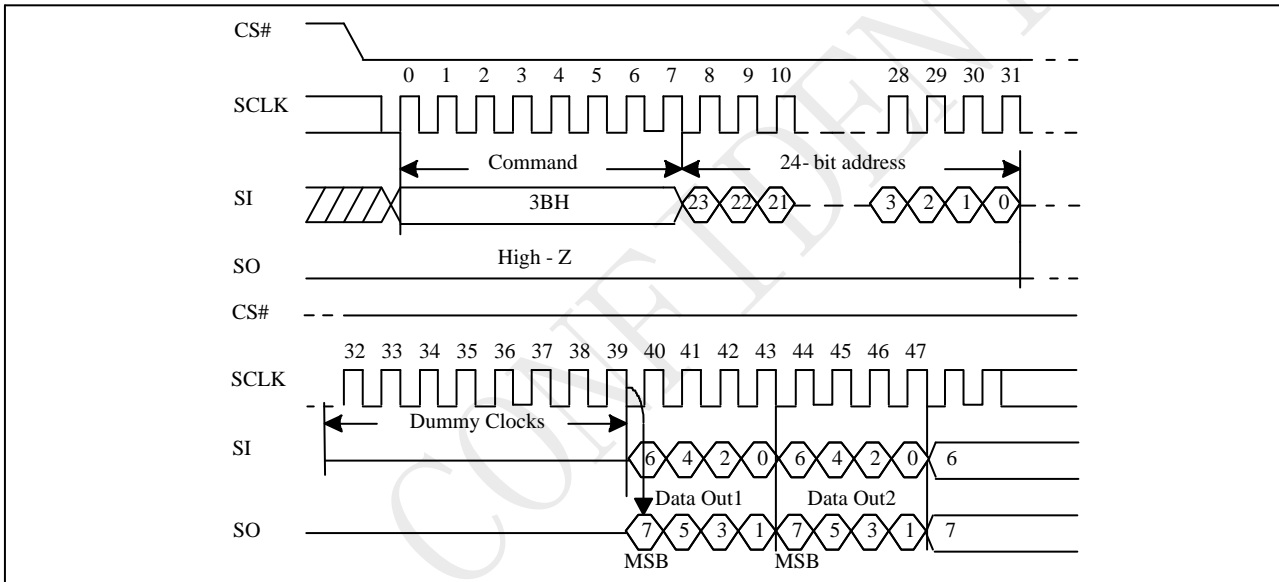 CS#
0 1 2 3 4 5 6 7 8 9 10 28 29 30 31
SCLK
Command 24- bit address
SI 3BH 23 22 21 3 2 1 0
High - Z
SO
CS#
32 33 34 35 36 37 38 39 40 41 42 43 44 45 46 47
SCLK
Dummy Clocks
SI 6 4 2 0 6 4 2 0 6
Data Out1 Data Out2
SO 7 5 3 1 7 5 3 1 7
MSB MSB
CONFIDENT